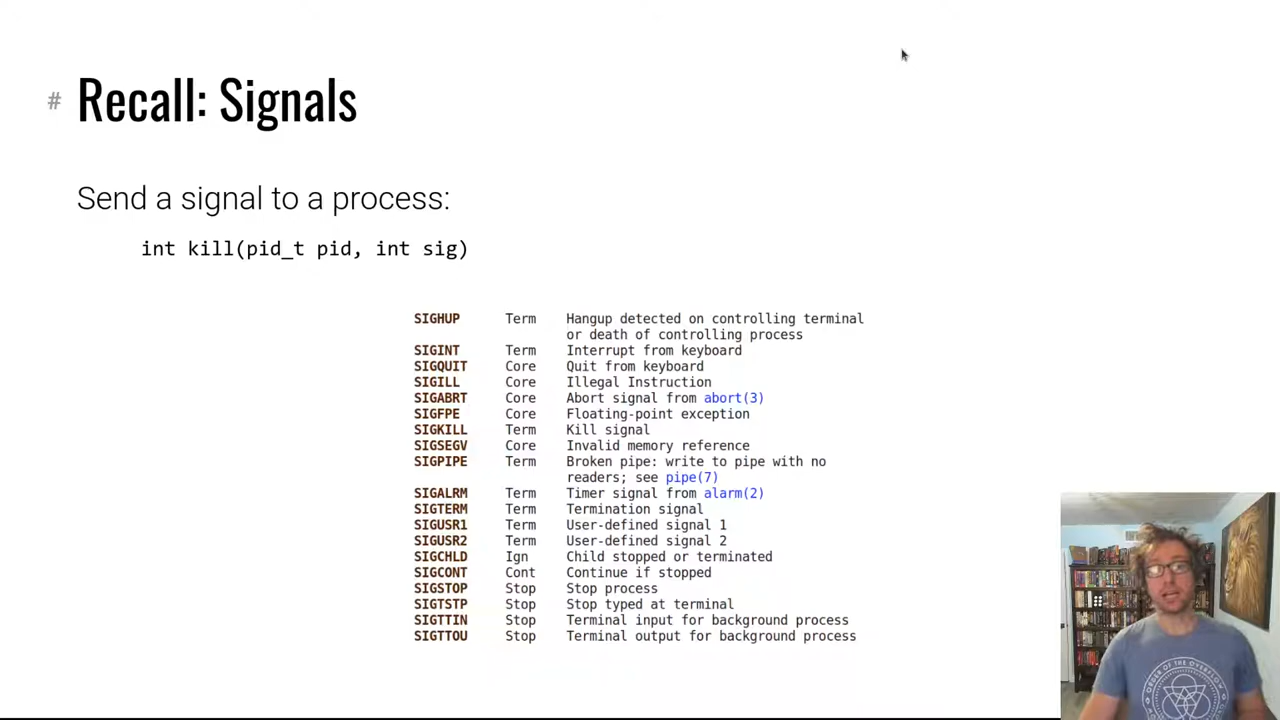 # Recall: Signals
Send a signal to a process:
int kill(pid_t pid, int sig)
SIGHUP Term Hangup detected on controlling terminal
or death of controlling process
SIGINT Term Interrupt from keyboard
SIGQUIT Core Quit from keyboard
SIGILL Core Illegal Instruction
SIGABRT Core Abort signal from abort(3)
SIGFPE Core Floating-point exception
SIGKILL Term Kill signal
SIGSEGV Core Invalid memory reference
SIGPIPE Term Broken pipe: write to pipe with no
readers; see pipe(7)
SIGALRM Term Timer signal from alarm(2)
SIGTERM Term Termination signal
SIGUSR1 Term User-defined signal 1
SIGUSR2 Term User-defined signal 2
SIGCHLD Ign Child stopped or terminated
SIGCONT Cont Continue if stopped
SIGSTOP Stop Stop process
SIGTSTP Stop Stop typed at terminal
SIGTTIN Stop Terminal input for background process
SIGTTOU Stop Terminal output for background process
ORDER OF THE OVERFLOW